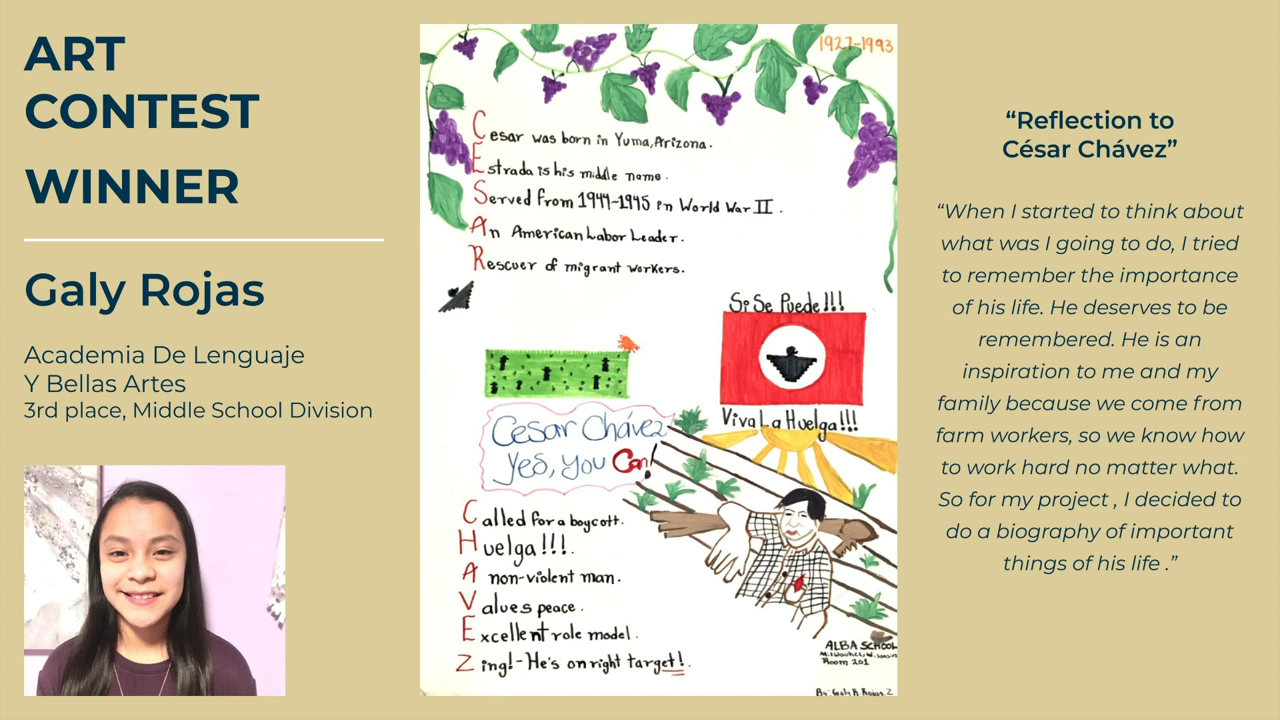 ART
CONTEST
WINNER
Galy Rojas
Academia De Lenguaje
Y Bellas Artes
3rd place, Middle School Division
1927-1993
Cesar was born in Yuma, Arizona.
Estrada is his middle name.
Served from 1944-1945 in World War II.
An American Labor Leader.
Rescuer of migrant workers.
Si Se Puede!!!
Viva La Huelga!!!
Cesar Chávez
Yes, you Can!
Called for a boycott.
Huelga!!!.
A non-violent man.
Values peace.
Excellent role model.
Zing!-He's on right target!.
ALBA SCHOOL
Milwaukee, Wisconsin
Room 201
By: Galy R. Rojas. Z
“Reflection to
César Chávez”
“When I started to think about
what was I going to do, I tried
to remember the importance
of his life. He deserves to be
remembered. He is an
inspiration to me and my
family because we come from
farm workers, so we know how
to work hard no matter what.
So for my project , I decided to
do a biography of important
things of his life .”